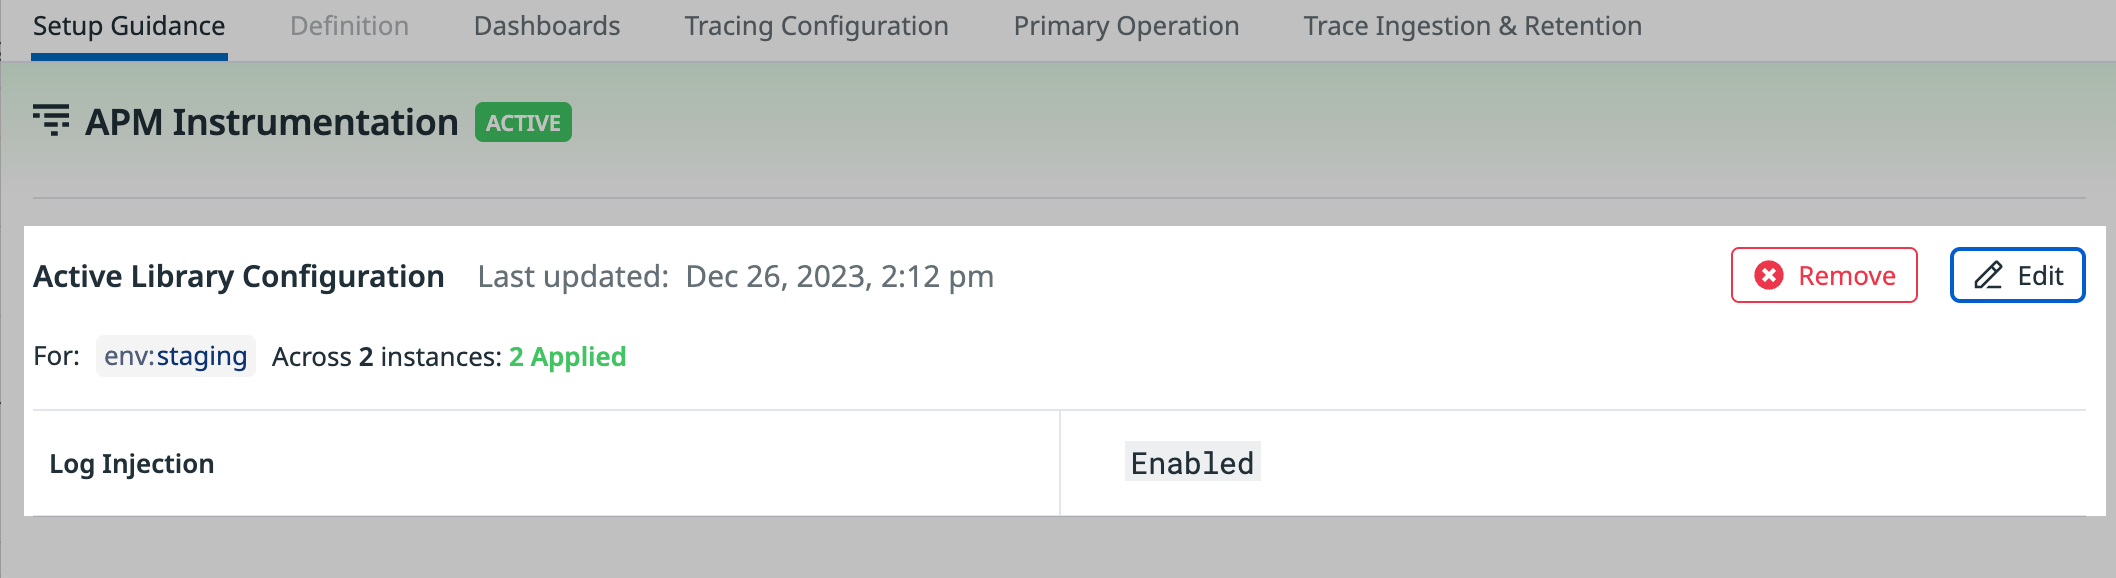 Setup Guidance Definition Dashboards Tracing Configuration Primary Operation Trace Ingestion & Retention
APM Instrumentation ACTIVE
Active Library Configuration Last updated: Dec 26, 2023, 2:12 pm Remove Edit
For: env:staging Across 2 instances: 2 Applied
Log Injection Enabled